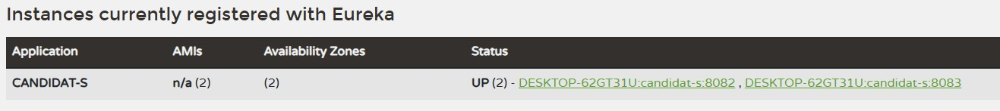 Instances currently registered with Eureka
Application AMIs Availability Zones Status
CANDIDAT-S n/a (2) (2) UP (2) - DESKTOP-62GT31U:candidat-s:8082 , DESKTOP-62GT31U:candidat-s:8083